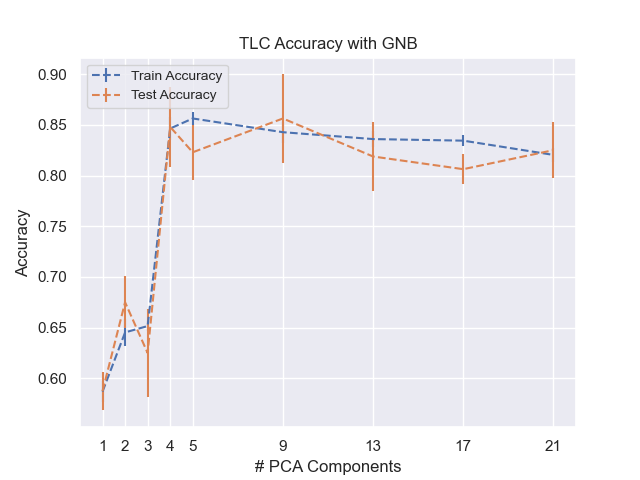 TLC Accuracy with GNB
Train Accuracy
Test Accuracy
0.90
0.85
0.80
0.75
0.70
0.65
0.60
Accuracy
1 2 3 4 5 9 13 17 21
# PCA Components